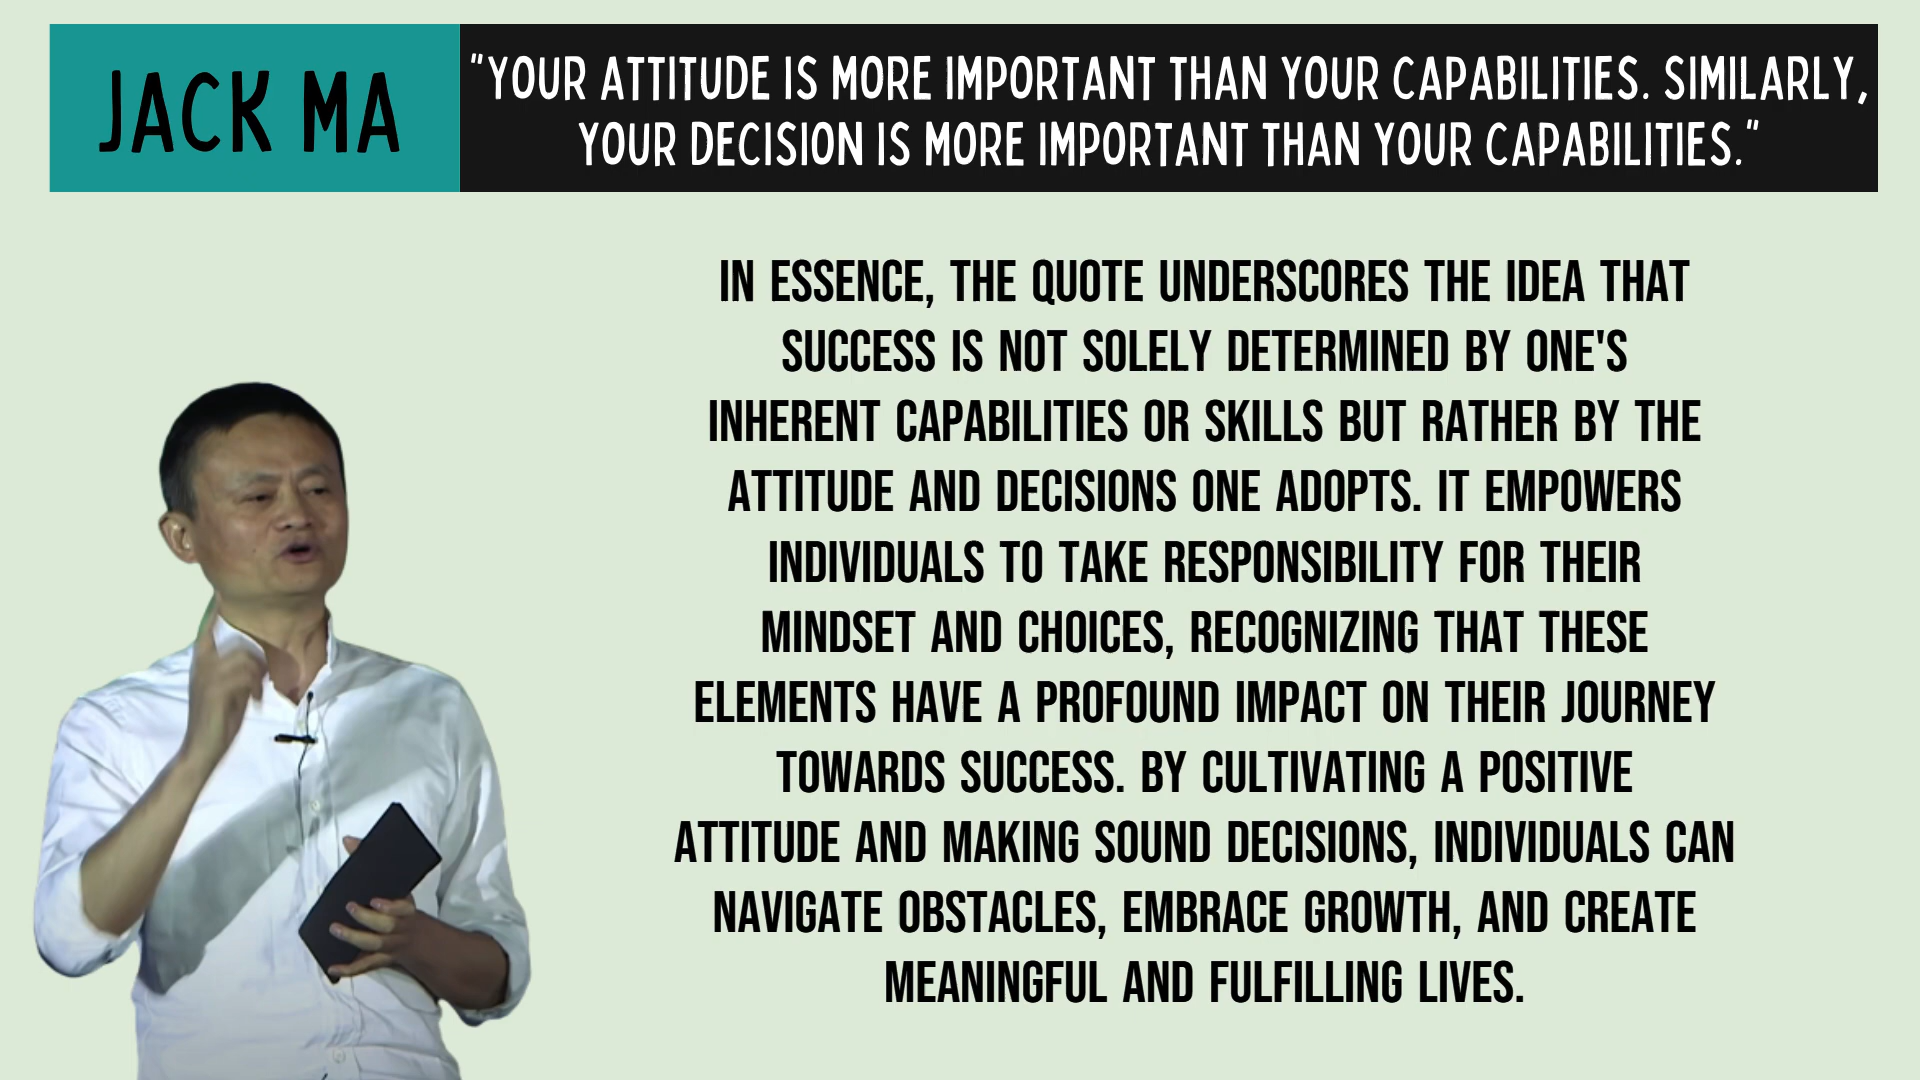 JACK MA
"YOUR ATTITUDE IS MORE IMPORTANT THAN YOUR CAPABILITIES. SIMILARLY,
YOUR DECISION IS MORE IMPORTANT THAN YOUR CAPABILITIES."
IN ESSENCE, THE QUOTE UNDERSCORES THE IDEA THAT
SUCCESS IS NOT SOLELY DETERMINED BY ONE'S
INHERENT CAPABILITIES OR SKILLS BUT RATHER BY THE
ATTITUDE AND DECISIONS ONE ADOPTS. IT EMPOWERS
INDIVIDUALS TO TAKE RESPONSIBILITY FOR THEIR
MINDSET AND CHOICES, RECOGNIZING THAT THESE
ELEMENTS HAVE A PROFOUND IMPACT ON THEIR JOURNEY
TOWARDS SUCCESS. BY CULTIVATING A POSITIVE
ATTITUDE AND MAKING SOUND DECISIONS, INDIVIDUALS CAN
NAVIGATE OBSTACLES, EMBRACE GROWTH, AND CREATE
MEANINGFUL AND FULFILLING LIVES.